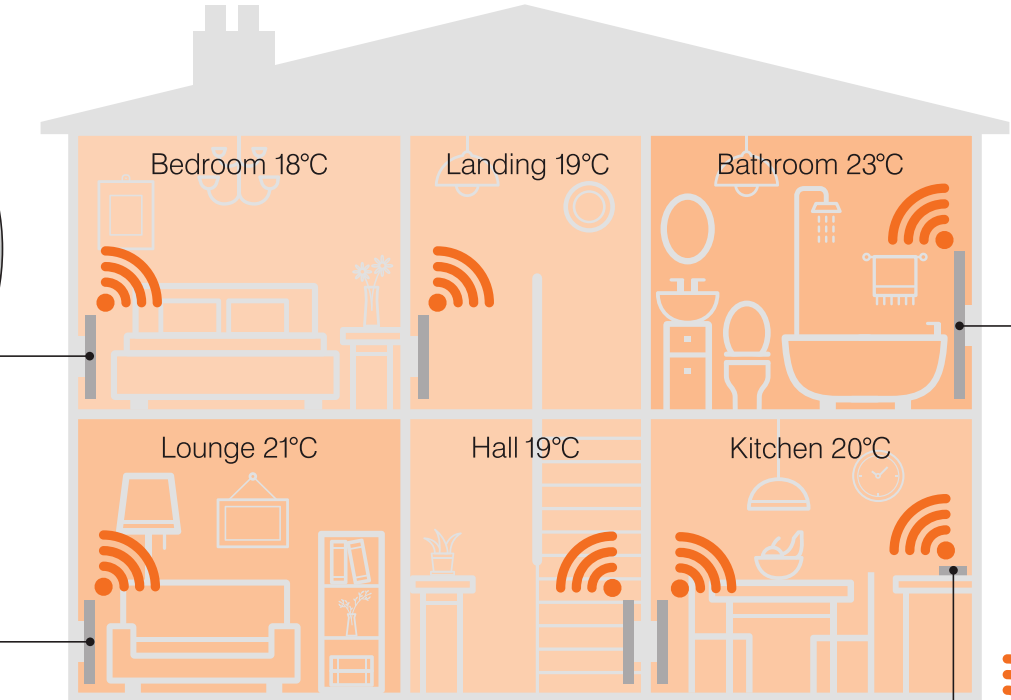 Bedroom 18°C
Landing 19°C
Bathroom 23°C
Lounge 21°C
Hall 19°C
Kitchen 20°C